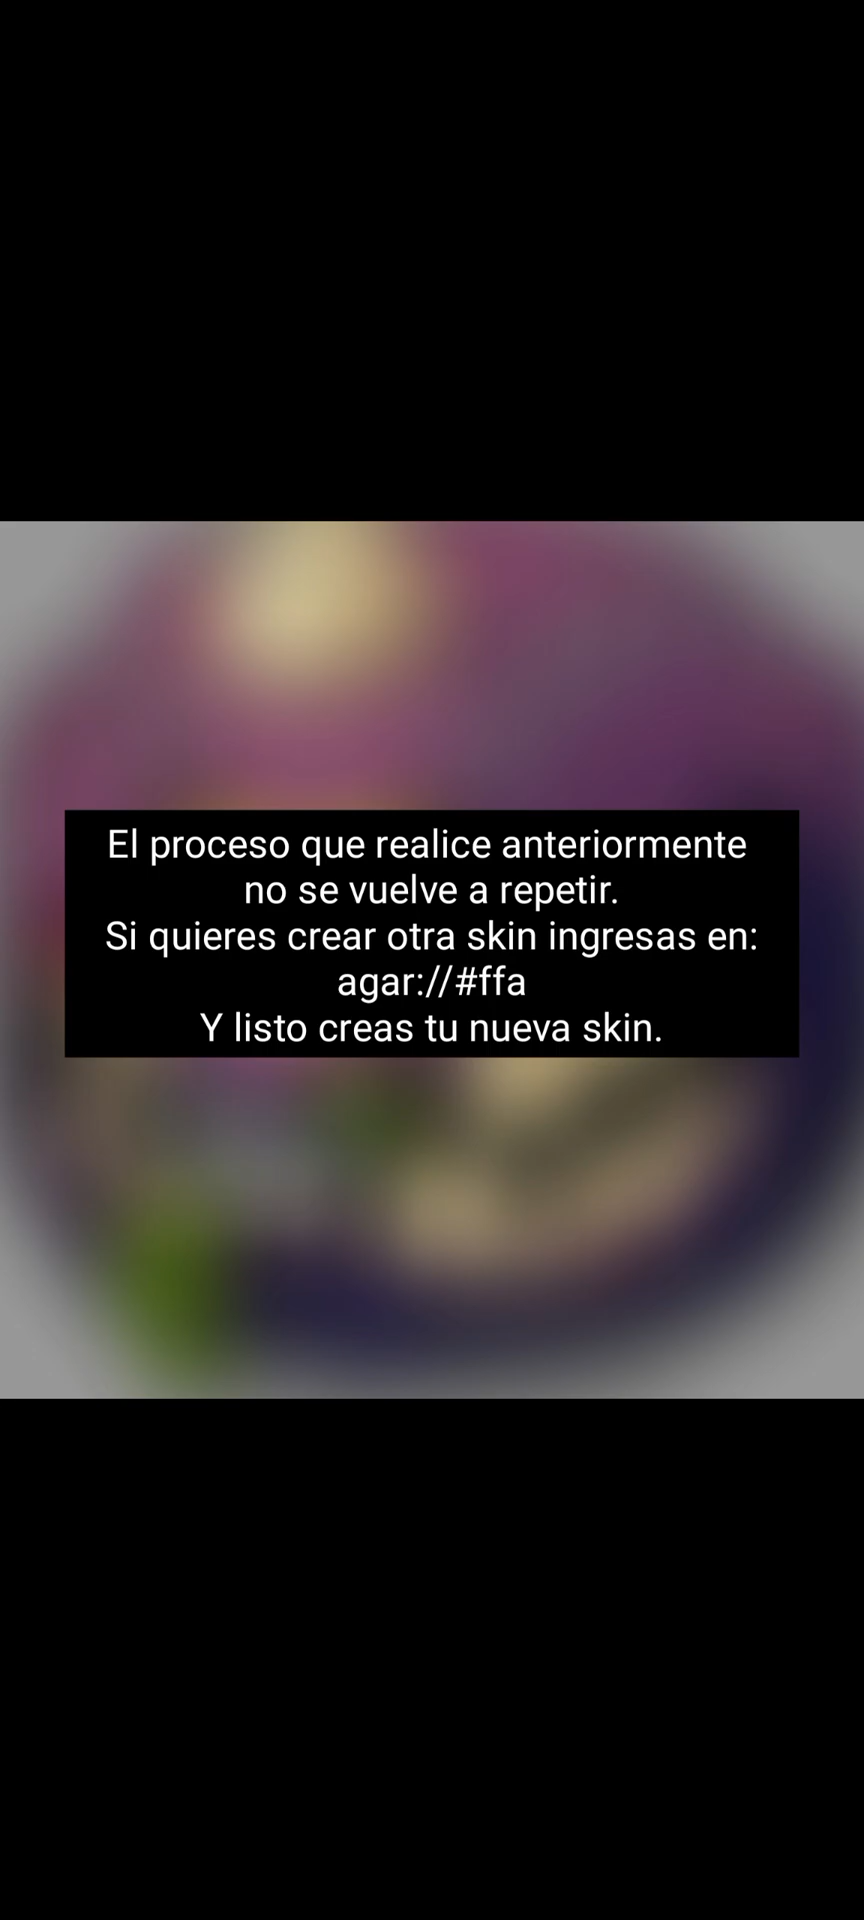 El proceso que realice anteriormente
no se vuelve a repetir.
Si quieres crear otra skin ingresas en:
agar://#ffa
Y listo creas tu nueva skin.